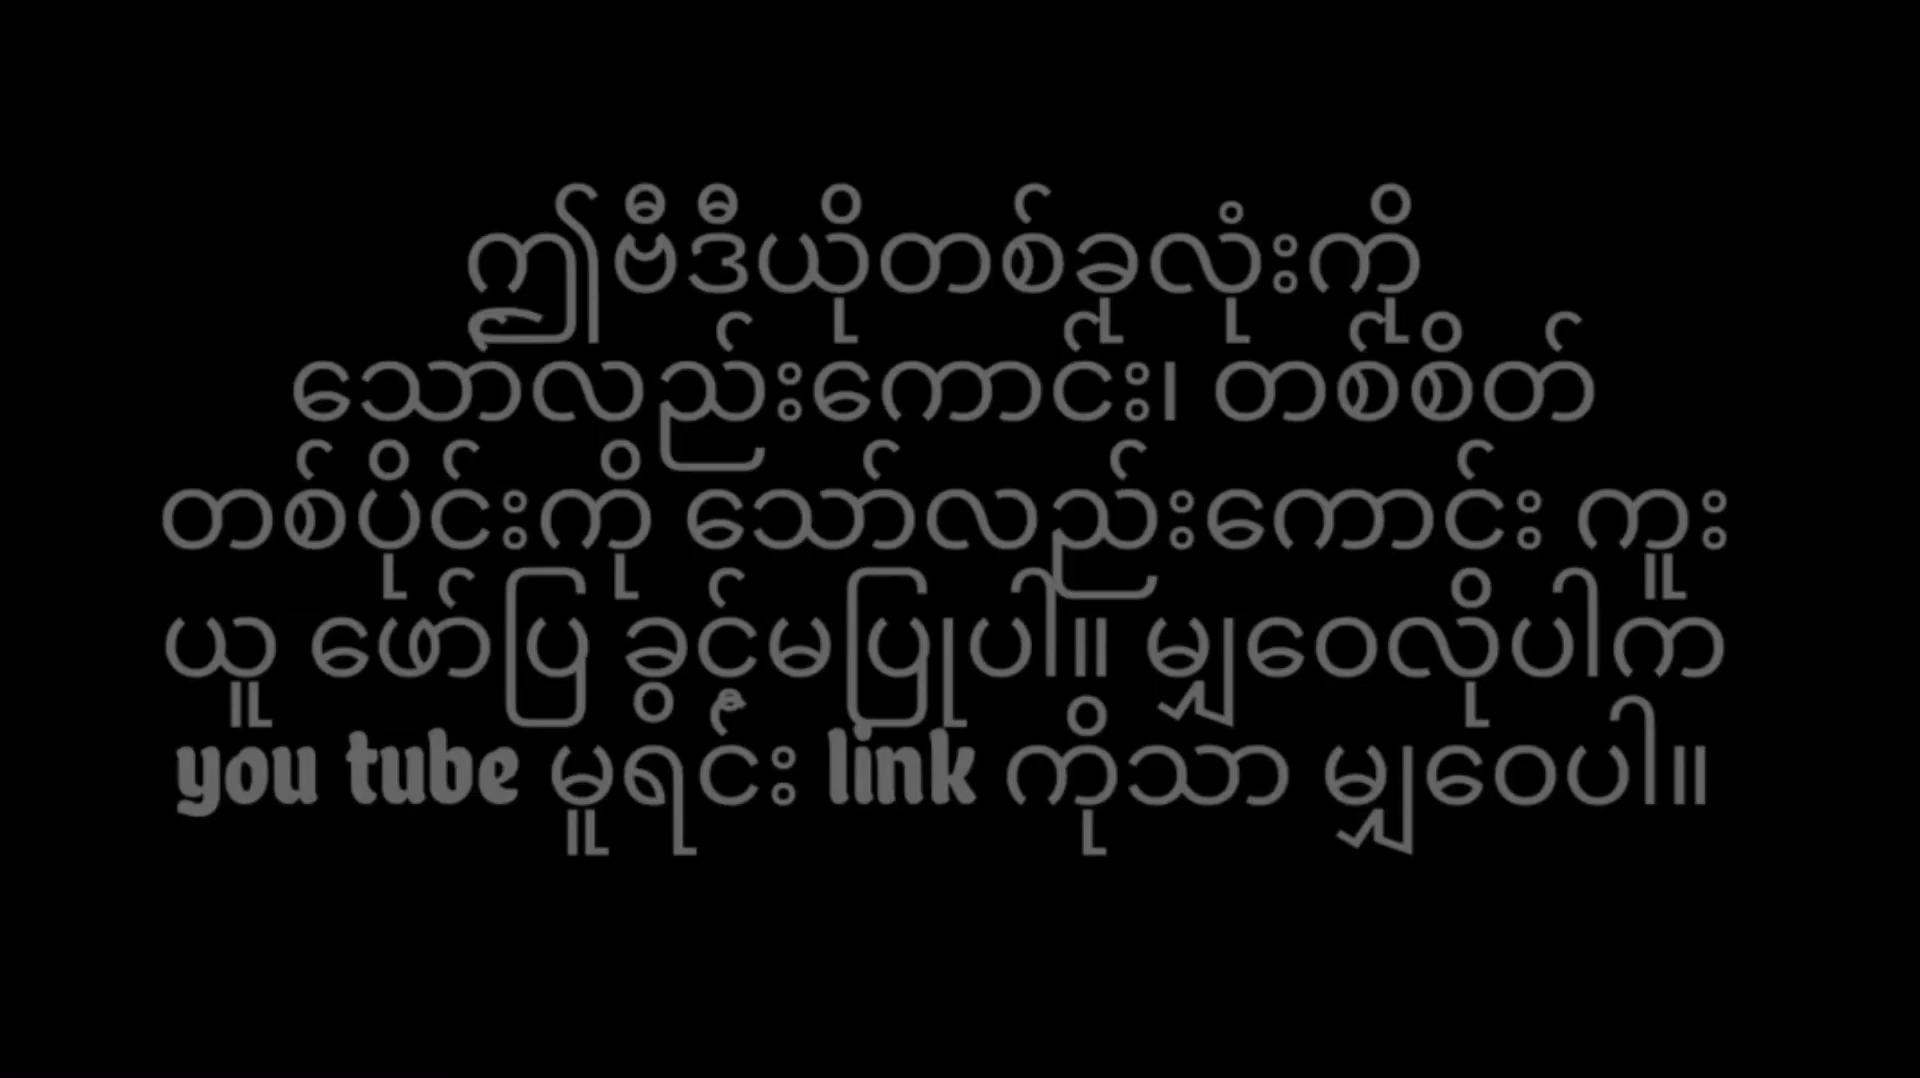 ဤဗီဒီယိုတစ်ခုလုံးကို
သော်လည်းကောင်း၊ တစ်စိတ်
တစ်ပိုင်းကို သော်လည်းကောင်း ကူး
ယူ ဖော်ပြ ခွင့်မပြုပါ။ မျှဝေလိုပါက
you tube မူရင်း link ကိုသာ မျှဝေပါ။